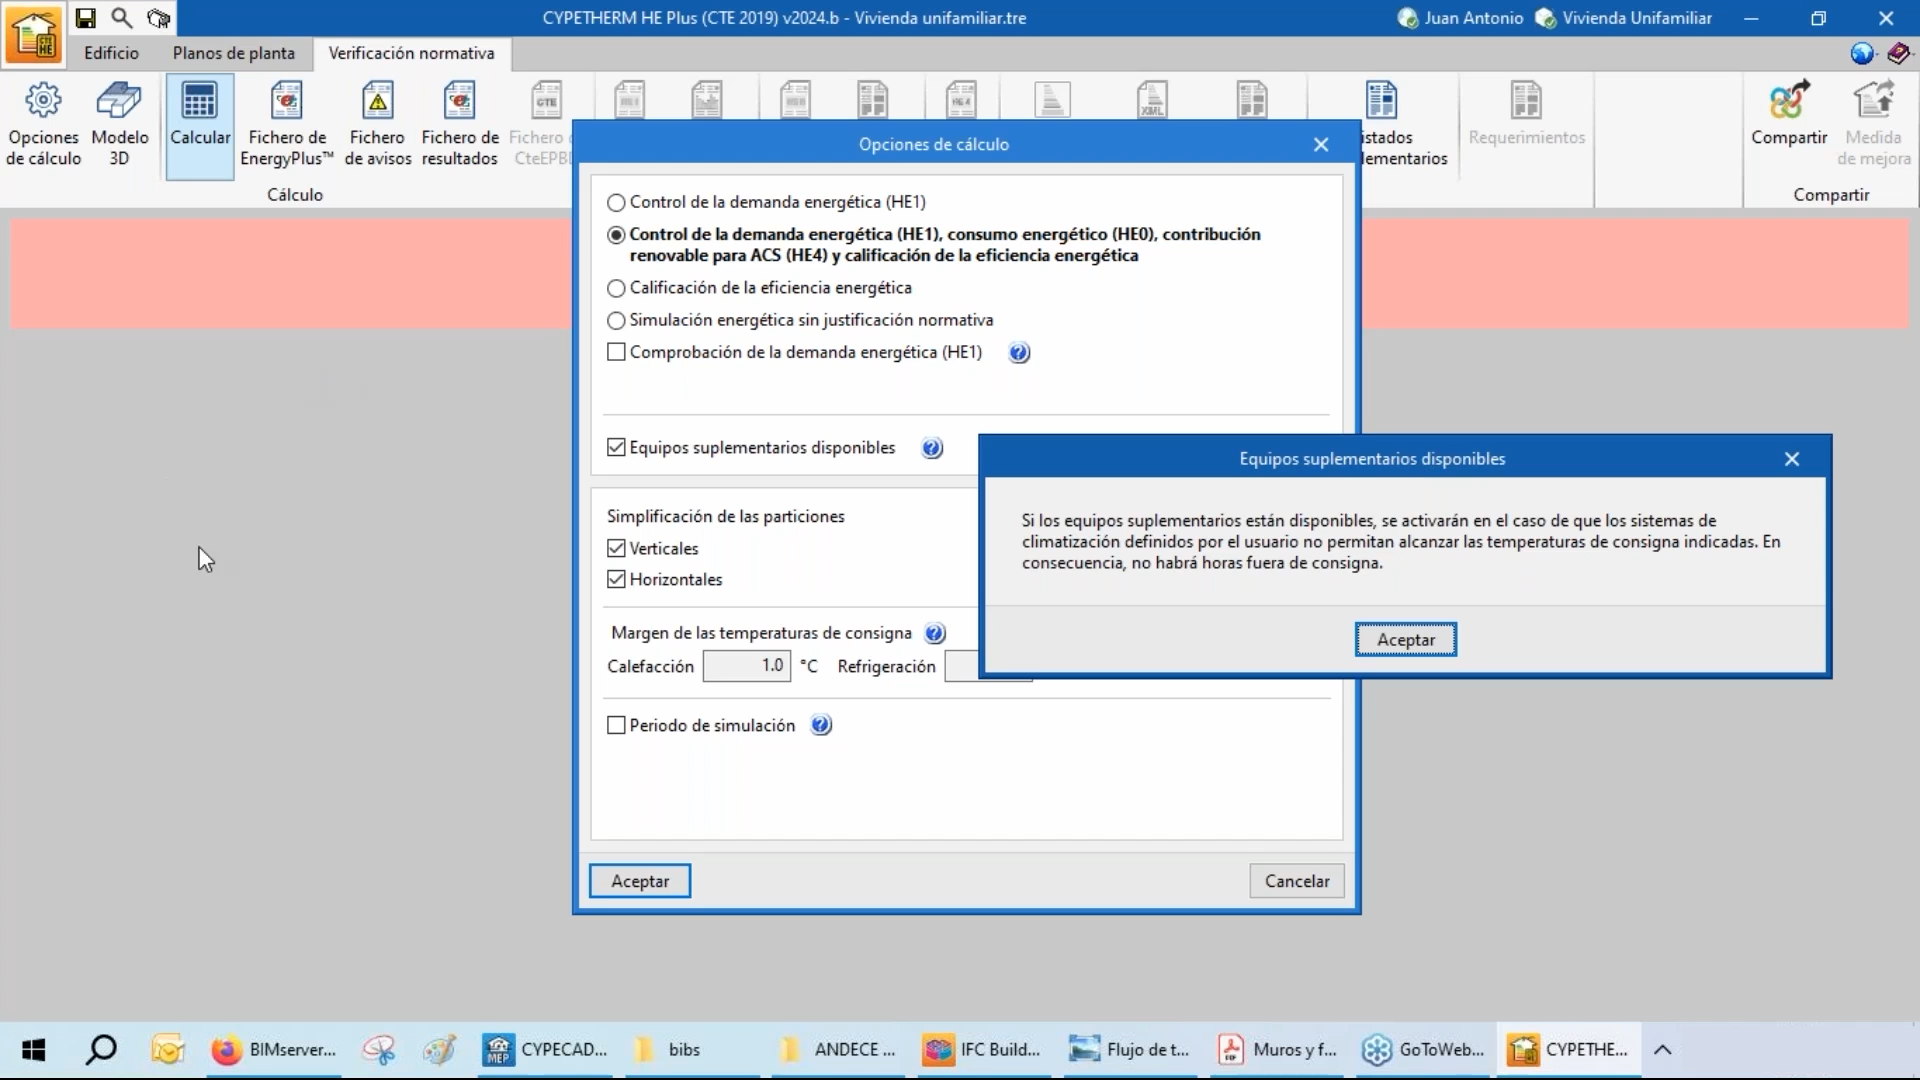 CYPETHERM HE Plus (CTE 2019) v2024.b - Vivienda unifamiliar.tre
Juan Antonio
Vivienda Unifamiliar
Edificio
Planos de planta
Verificación normativa
Opciones
de cálculo
Modelo
3D
Calcular
Fichero de
EnergyPlus™
Fichero
de avisos
Fichero de
resultados
Fichero
CteEPB
istados
lementarios
Requerimientos
Compartir
Medida
de mejora
Cálculo
Compartir
Opciones de cálculo
Control de la demanda energética (HE1)
Control de la demanda energética (HE1), consumo energético (HE0), contribución
renovable para ACS (HE4) y calificación de la eficiencia energética
Calificación de la eficiencia energética
Simulación energética sin justificación normativa
Comprobación de la demanda energética (HE1)
Equipos suplementarios disponibles
Simplificación de las particiones
Verticales
Horizontales
Margen de las temperaturas de consigna
Calefacción 1.0 °C Refrigeración
Periodo de simulación
Aceptar
Cancelar
Equipos suplementarios disponibles
Si los equipos suplementarios están disponibles, se activarán en el caso de que los sistemas de
climatización definidos por el usuario no permitan alcanzar las temperaturas de consigna indicadas. En
consecuencia, no habrá horas fuera de consigna.
Aceptar
BIMserver...
CYPECAD...
bibs
ANDECE ...
IFC Build...
Flujo de t...
Muros y f...
GoToWeb...
CYPETHE...